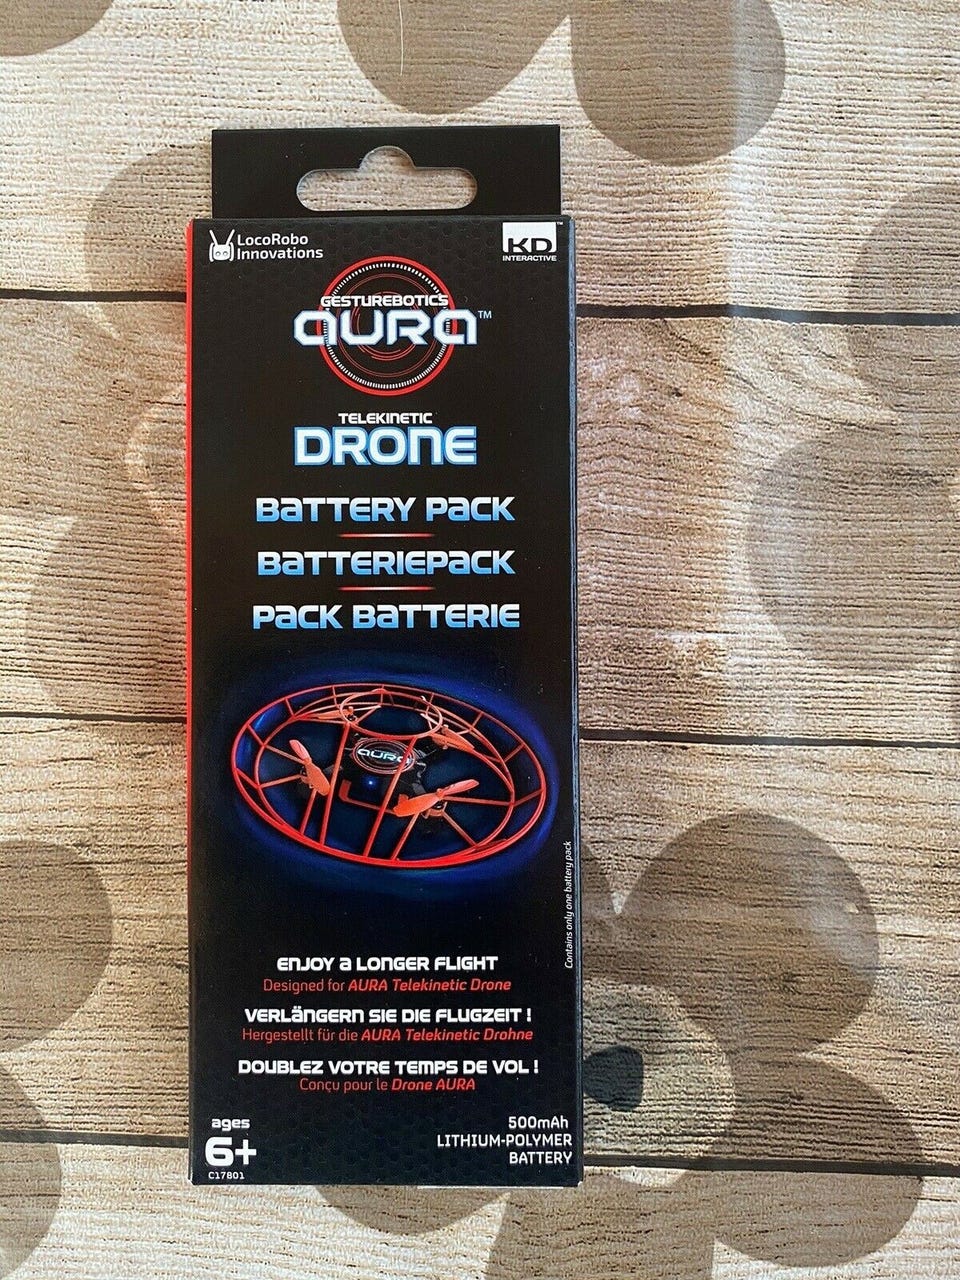 LocoRobo
Innovations
KD
INTERACTIVE™
GESTUREBOTICS
AURA™
TELEKINETIC
DRONE
BATTERY PACK
BATTERIEPACK
PACK BATTERIE
AURA
Contains only one battery pack
ENJOY A LONGER FLIGHT
Designed for AURA Telekinetic Drone
VERLÄNGERN SIE DIE FLUGZEIT !
Hergestellt für die AURA Telekinetic Drohne
DOUBLEZ VOTRE TEMPS DE VOL !
Conçu pour le Drone AURA
ages
6+
C17801
500mAh
LITHIUM-POLYMER
BATTERY